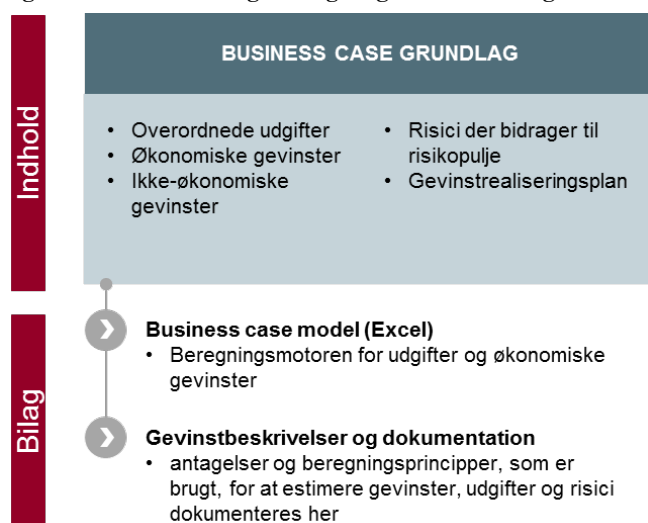 BUSINESS CASE GRUNDLAG
Indhold
• Overordnede udgifter
• Økonomiske gevinster
• Ikke-økonomiske
gevinster
• Risici der bidrager til
risikopulje
• Gevinstrealiseringsplan
Bilag
Business case model (Excel)
• Beregningsmotoren for udgifter og økonomiske
gevinster
Gevinstbeskrivelser og dokumentation
• antagelser og beregningsprincipper, som er
brugt, for at estimere gevinster, udgifter og risici
dokumenteres her